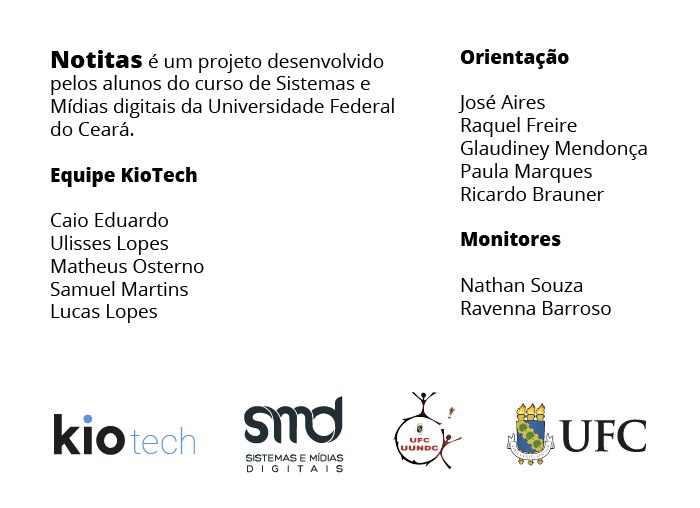 Notitas é um projeto desenvolvido
pelos alunos do curso de Sistemas e
Mídias digitais da Universidade Federal
do Ceará.
Equipe KioTech
Caio Eduardo
Ulisses Lopes
Matheus Osterno
Samuel Martins
Lucas Lopes
Orientação
José Aires
Raquel Freire
Glaudiney Mendonça
Paula Marques
Ricardo Brauner
Monitores
Nathan Souza
Ravenna Barroso
kio tech
smd
SISTEMAS E MÍDIAS
DIGITAIS
UFC
UUNDC
UFC